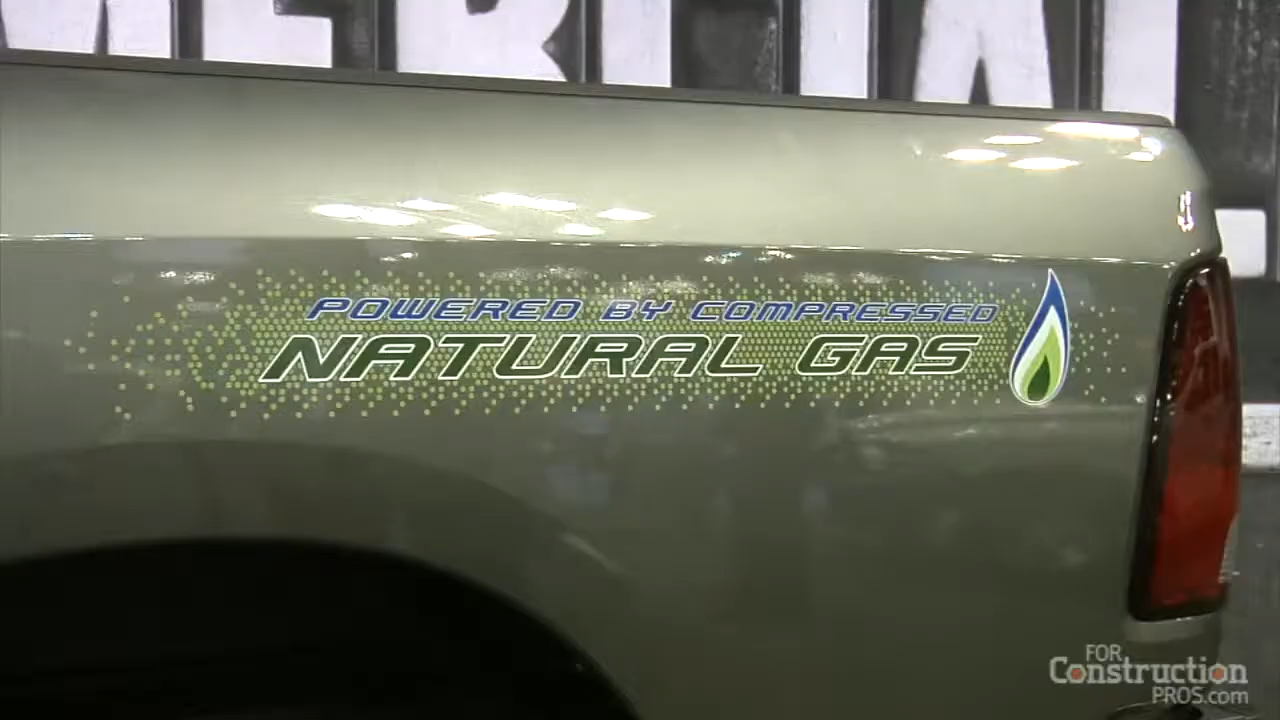 POWERED BY COMPRESSED
NATURAL GAS
FOR
Construction
PROS.com